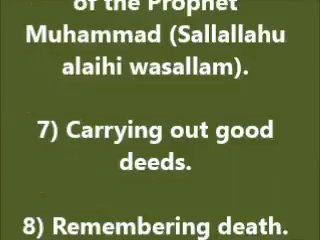 of the Prophet
Muhammad (Sallallahu
alaihi wasallam).
7) Carrying out good
deeds.
8) Remembering death.